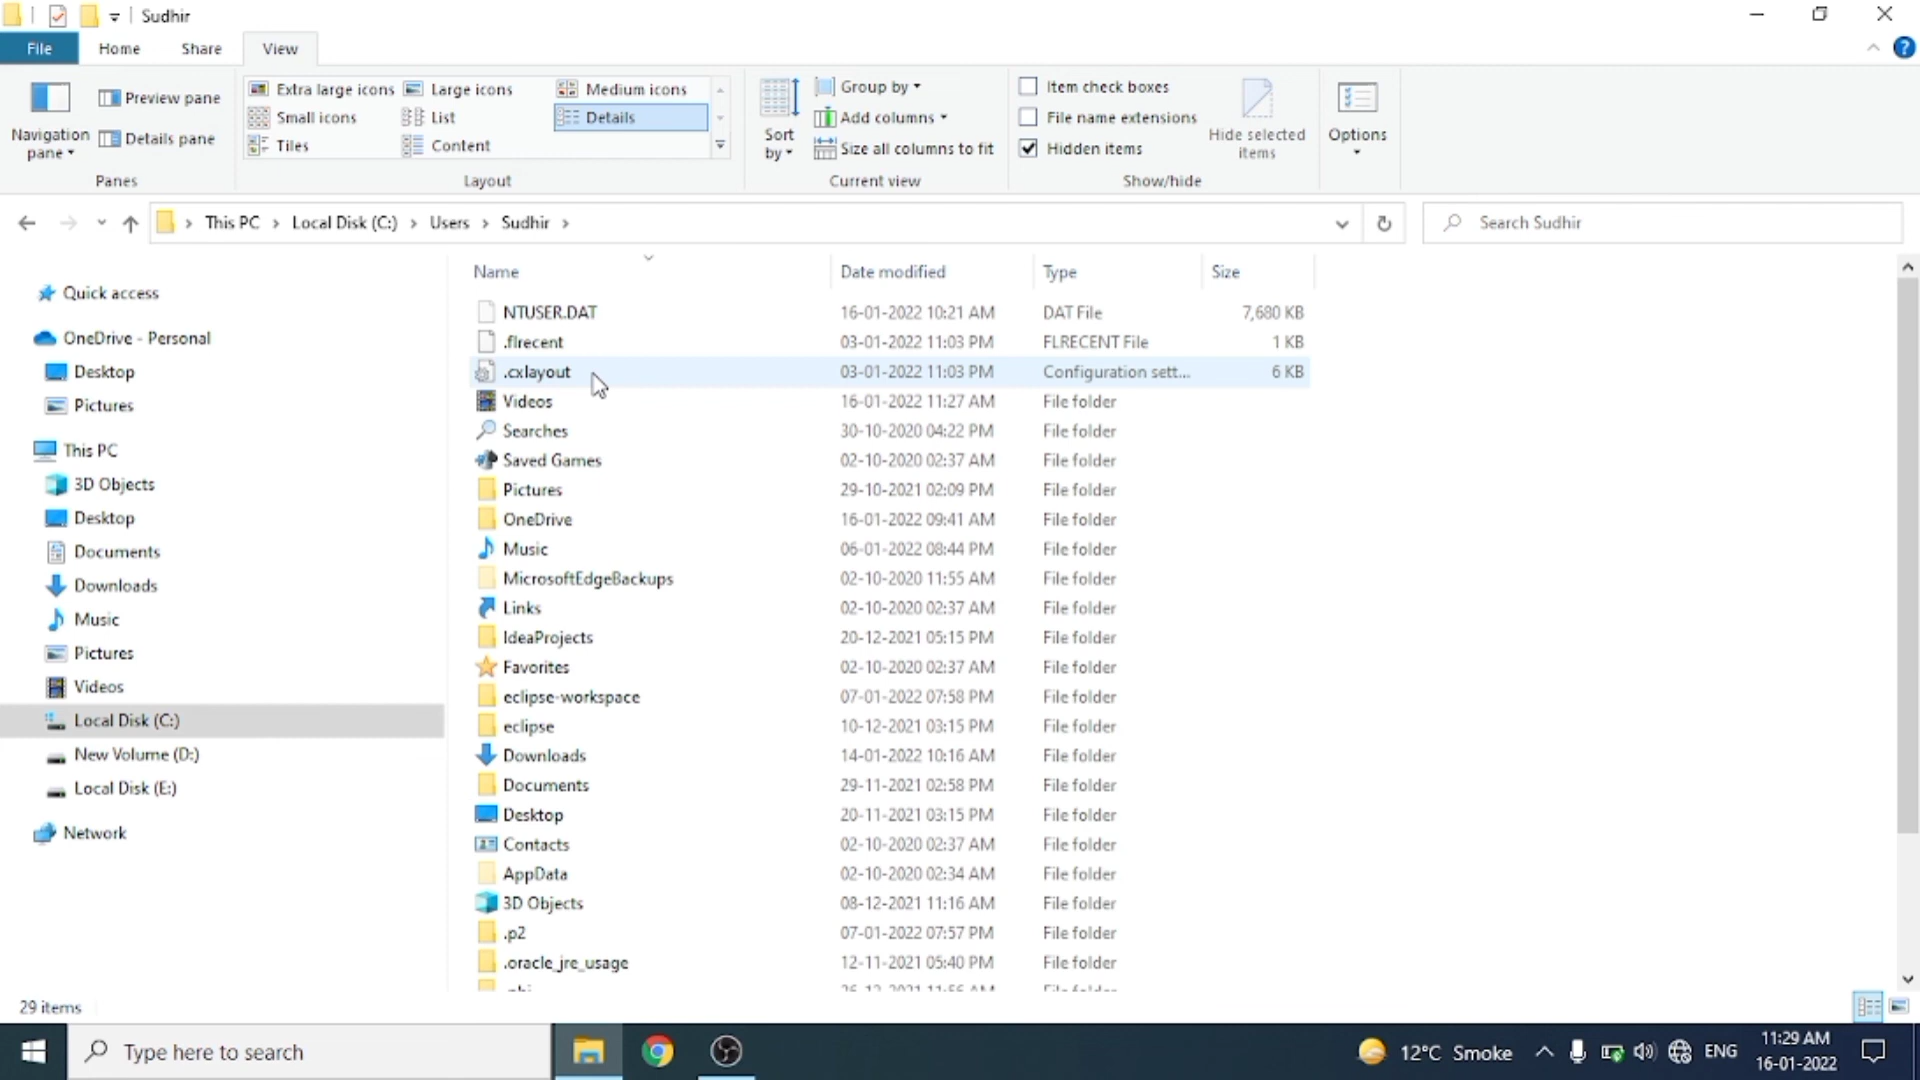 Sudhir
File Home Share View
Navigation pane
Preview pane
Details pane
Panes
Extra large icons Large icons Medium icons
Small icons List Details
Tiles Content
Layout
Sort by
Group by
Add columns
Size all columns to fit
Current view
Item check boxes
File name extensions
Hidden items
Hide selected items
Show/hide
Options
This PC > Local Disk (C:) > Users > Sudhir >
Search Sudhir
Quick access
OneDrive - Personal
Desktop
Pictures
This PC
3D Objects
Desktop
Documents
Downloads
Music
Pictures
Videos
Local Disk (C:)
New Volume (D:)
Local Disk (E:)
Network
Name Date modified Type Size
NTUSER.DAT 16-01-2022 10:21 AM DAT File 7,680 KB
.flrecent 03-01-2022 11:03 PM FLRECENT File 1 KB
.cxlayout 03-01-2022 11:03 PM Configuration sett... 6 KB
Videos 16-01-2022 11:27 AM File folder
Searches 30-10-2020 04:22 PM File folder
Saved Games 02-10-2020 02:37 AM File folder
Pictures 29-10-2021 02:09 PM File folder
OneDrive 16-01-2022 09:41 AM File folder
Music 06-01-2022 08:44 PM File folder
MicrosoftEdgeBackups 02-10-2020 11:55 AM File folder
Links 02-10-2020 02:37 AM File folder
IdeaProjects 20-12-2021 05:15 PM File folder
Favorites 02-10-2020 02:37 AM File folder
eclipse-workspace 07-01-2022 07:58 PM File folder
eclipse 10-12-2021 03:15 PM File folder
Downloads 14-01-2022 10:16 AM File folder
Documents 29-11-2021 02:58 PM File folder
Desktop 20-11-2021 03:15 PM File folder
Contacts 02-10-2020 02:37 AM File folder
AppData 02-10-2020 02:34 AM File folder
3D Objects 08-12-2021 11:16 AM File folder
.p2 07-01-2022 07:57 PM File folder
.oracle_jre_usage 12-11-2021 05:40 PM File folder
29 items
Type here to search
12°C Smoke ENG
11:29 AM
16-01-2022